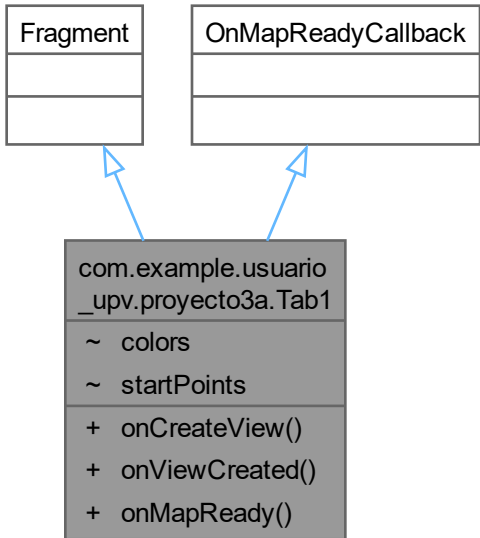 Fragment
OnMapReadyCallback
com.example.usuario
_upv.proyecto3a.Tab1
~ colors
~ startPoints
+ onCreateView()
+ onViewCreated()
+ onMapReady()